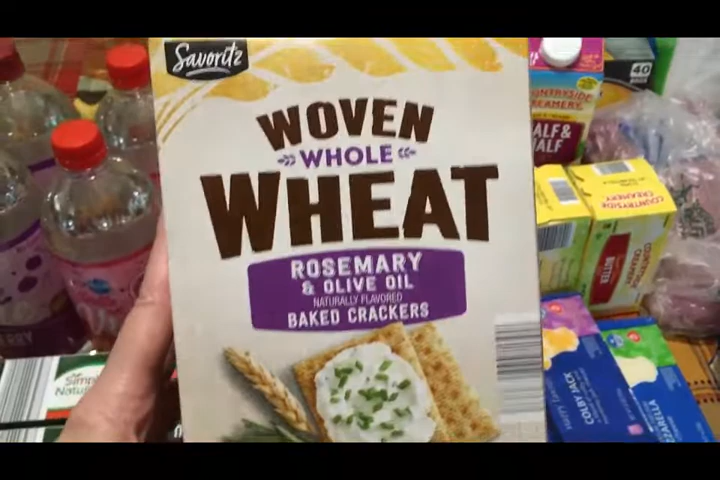 Savoritz
WOVEN
WHOLE
WHEAT
ROSEMARY
& OLIVE OIL
NATURALLY FLAVORED
BAKED CRACKERS
40
COUNTRYSIDE
CREAMERY
HALF &
HALF
COUNTRYSIDE
CREAMERY
BUTTER
COLBY JACK
MOZZARELLA
Simply
Nature